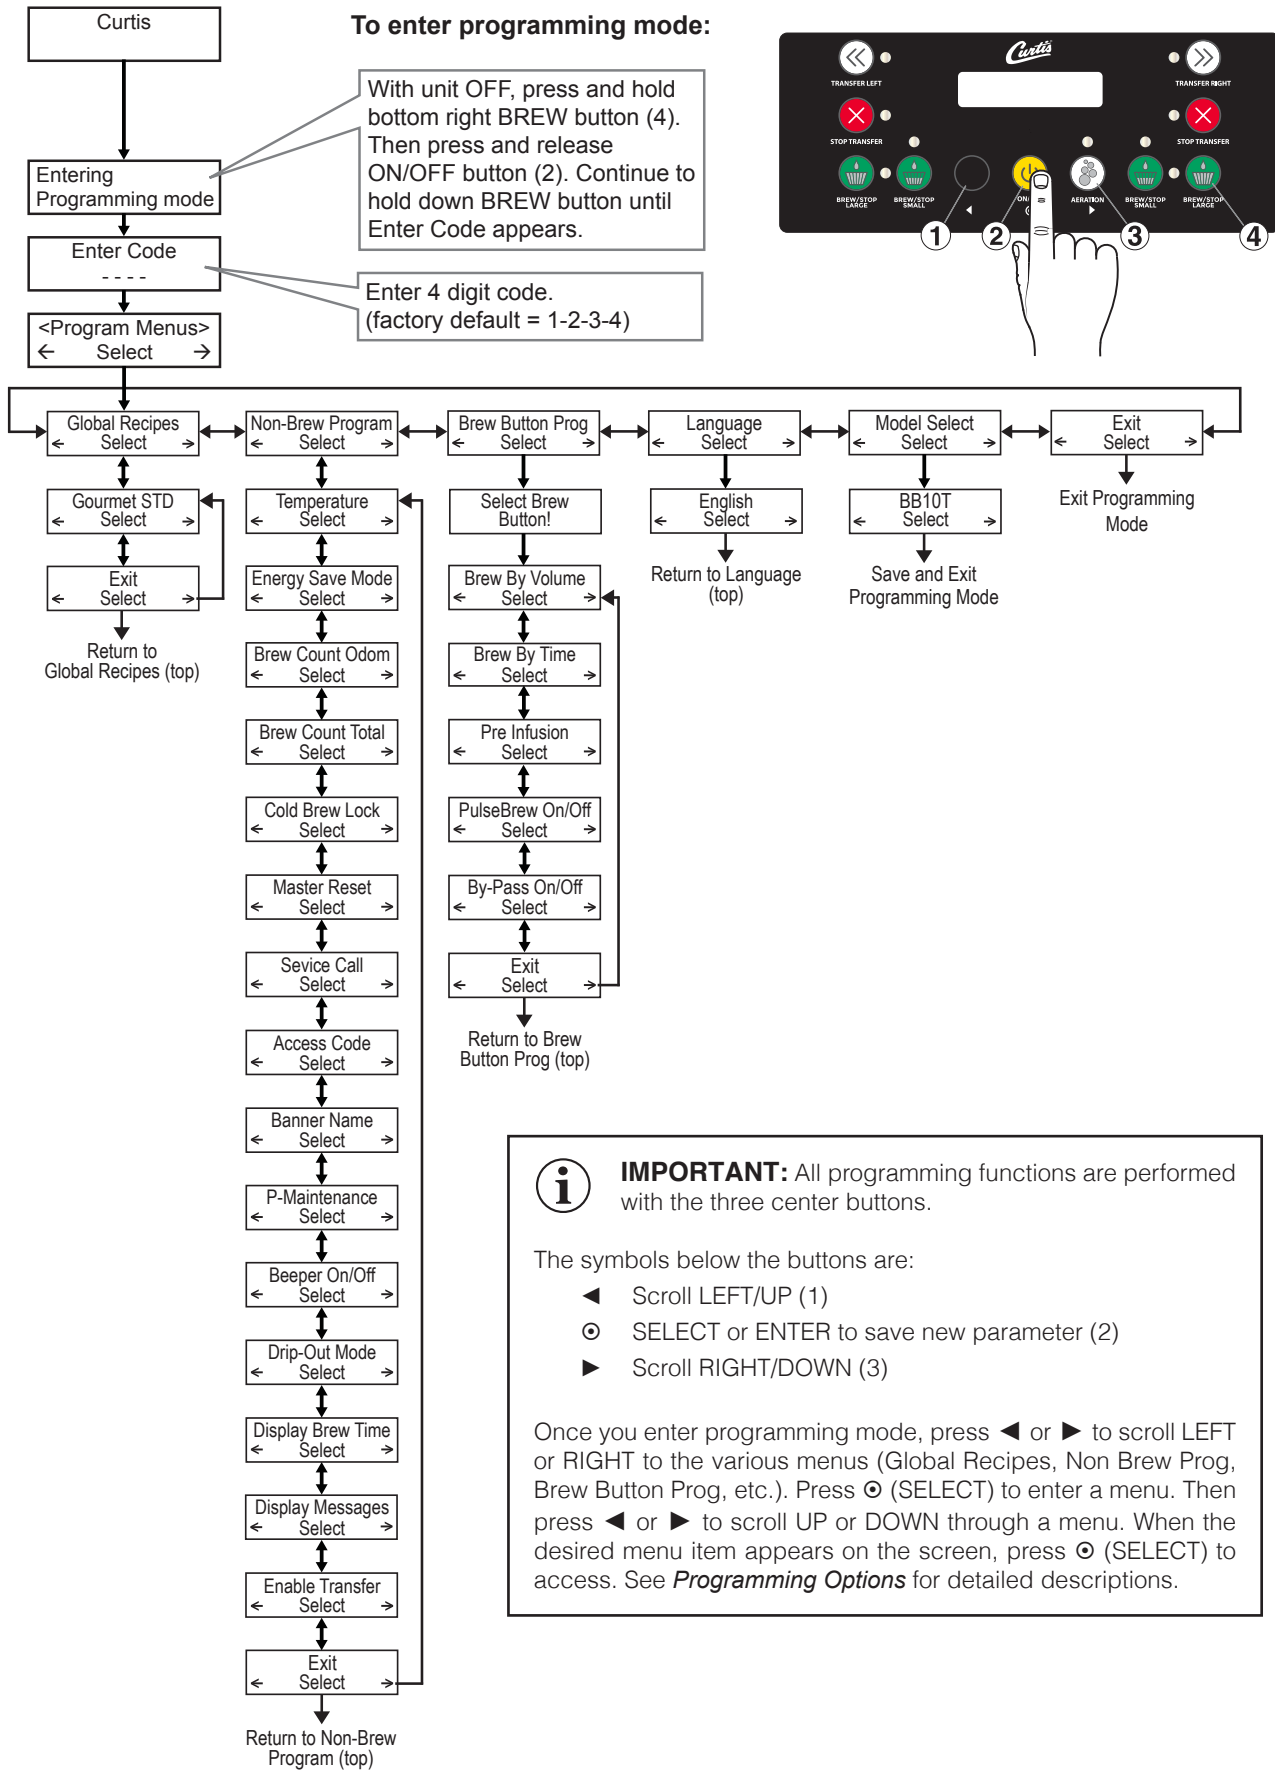 Curtis
To enter programming mode:
With unit OFF, press and hold
bottom right BREW button (4).
Then press and release
ON/OFF button (2). Continue to
hold down BREW button until
Enter Code appears.
Entering
Programming mode
Enter Code
- - - -
Enter 4 digit code.
(factory default = 1-2-3-4)
<Program Menus>
← Select →
Curtis
TRANSFER LEFT
TRANSFER RIGHT
STOP TRANSFER
STOP TRANSFER
BREW/STOP
LARGE
BREW/STOP
SMALL
AERATION
BREW/STOP
SMALL
BREW/STOP
LARGE
1
2
3
4
Global Recipes
← Select →
Gourmet STD
← Select →
Exit
← Select →
Return to
Global Recipes (top)
Non-Brew Program
← Select →
Temperature
← Select →
Energy Save Mode
← Select →
Brew Count Odom
← Select →
Brew Count Total
← Select →
Cold Brew Lock
← Select →
Master Reset
← Select →
Sevice Call
← Select →
Access Code
← Select →
Banner Name
← Select →
P-Maintenance
← Select →
Beeper On/Off
← Select →
Drip-Out Mode
← Select →
Display Brew Time
← Select →
Display Messages
← Select →
Enable Transfer
← Select →
Exit
← Select →
Return to Non-Brew
Program (top)
Brew Button Prog
← Select →
Select Brew
Button!
Brew By Volume
← Select →
Brew By Time
← Select →
Pre Infusion
← Select →
PulseBrew On/Off
← Select →
By-Pass On/Off
← Select →
Exit
← Select →
Return to Brew
Button Prog (top)
Language
← Select →
English
← Select →
Return to Language
(top)
Model Select
← Select →
BB10T
← Select →
Save and Exit
Programming Mode
Exit
← Select →
Exit Programming
Mode
i
IMPORTANT: All programming functions are performed
with the three center buttons.
The symbols below the buttons are:
◀ Scroll LEFT/UP (1)
⊙ SELECT or ENTER to save new parameter (2)
▶ Scroll RIGHT/DOWN (3)
Once you enter programming mode, press ◀ or ▶ to scroll LEFT
or RIGHT to the various menus (Global Recipes, Non Brew Prog,
Brew Button Prog, etc.). Press ⊙ (SELECT) to enter a menu. Then
press ◀ or ▶ to scroll UP or DOWN through a menu. When the
desired menu item appears on the screen, press ⊙ (SELECT) to
access. See Programming Options for detailed descriptions.